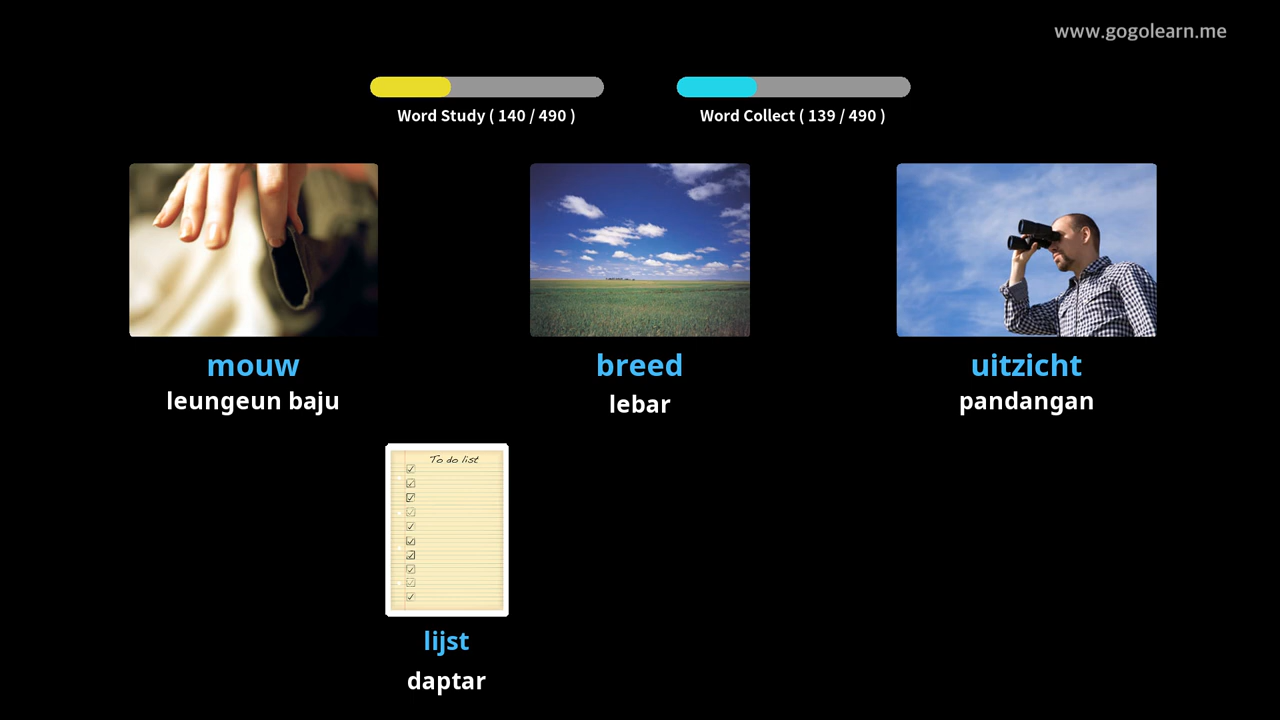 www.gogolearn.me
Word Study ( 140 / 490 )
Word Collect ( 139 / 490 )
mouw
leungeun baju
breed
lebar
uitzicht
pandangan
To do list
lijst
daptar